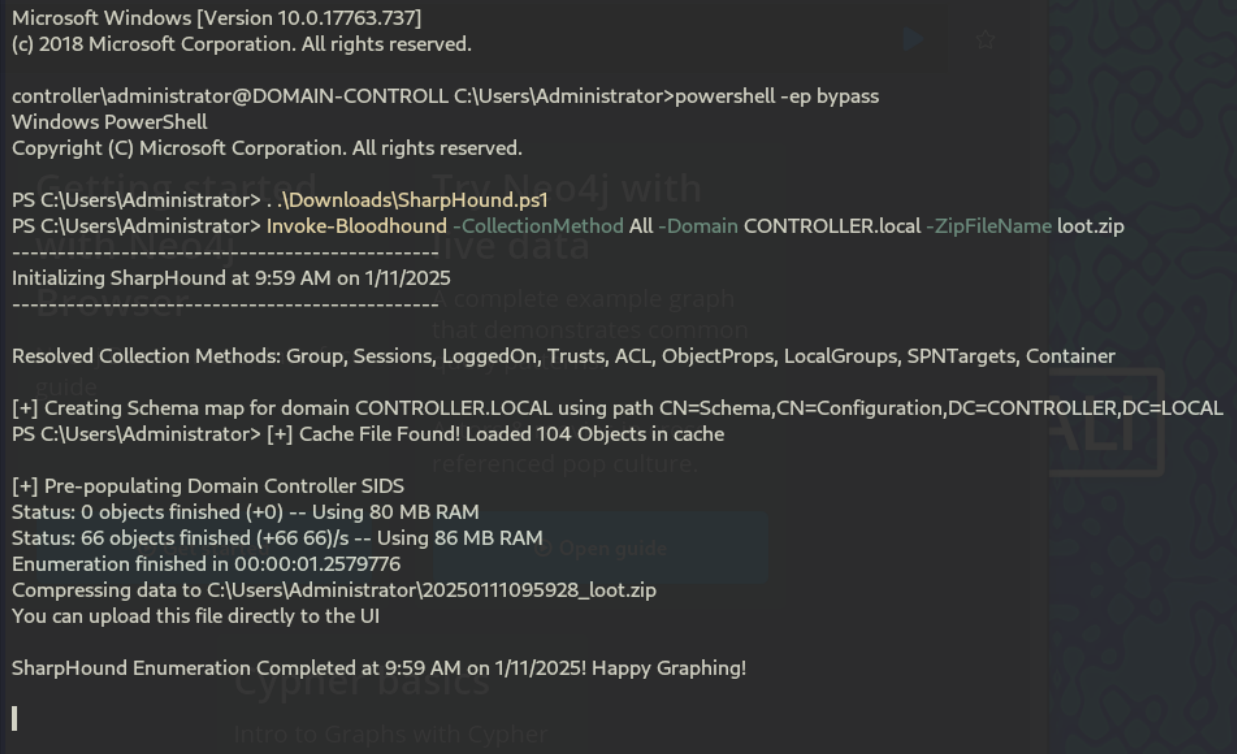 Microsoft Windows [Version 10.0.17763.737]
(c) 2018 Microsoft Corporation. All rights reserved.
controller\administrator@DOMAIN-CONTROLL C:\Users\Administrator>powershell -ep bypass
Windows PowerShell
Copyright (C) Microsoft Corporation. All rights reserved.
Getting started
Try Neo4j with
PS C:\Users\Administrator> . .\Downloads\SharpHound.ps1
PS C:\Users\Administrator> Invoke-Bloodhound -CollectionMethod All -Domain CONTROLLER.local -ZipFileName loot.zip
with Neo4j
live data
-----------------------------------------------
Initializing SharpHound at 9:59 AM on 1/11/2025
-----------------------------------------------
Browser
A complete example graph
that demonstrates common
Resolved Collection Methods: Group, Sessions, LoggedOn, Trusts, ACL, ObjectProps, LocalGroups, SPNTargets, Container
guide
[+] Creating Schema map for domain CONTROLLER.LOCAL using path CN=Schema,CN=Configuration,DC=CONTROLLER,DC=LOCAL
PS C:\Users\Administrator> [+] Cache File Found! Loaded 104 Objects in cache
ALI
referenced pop culture.
[+] Pre-populating Domain Controller SIDS
Status: 0 objects finished (+0) -- Using 80 MB RAM
Status: 66 objects finished (+66 66)/s -- Using 86 MB RAM
Open guide
Enumeration finished in 00:00:01.2579776
Compressing data to C:\Users\Administrator\20250111095928_loot.zip
You can upload this file directly to the UI
SharpHound Enumeration Completed at 9:59 AM on 1/11/2025! Happy Graphing!
Cypher basics
Intro to Graphs with Cypher